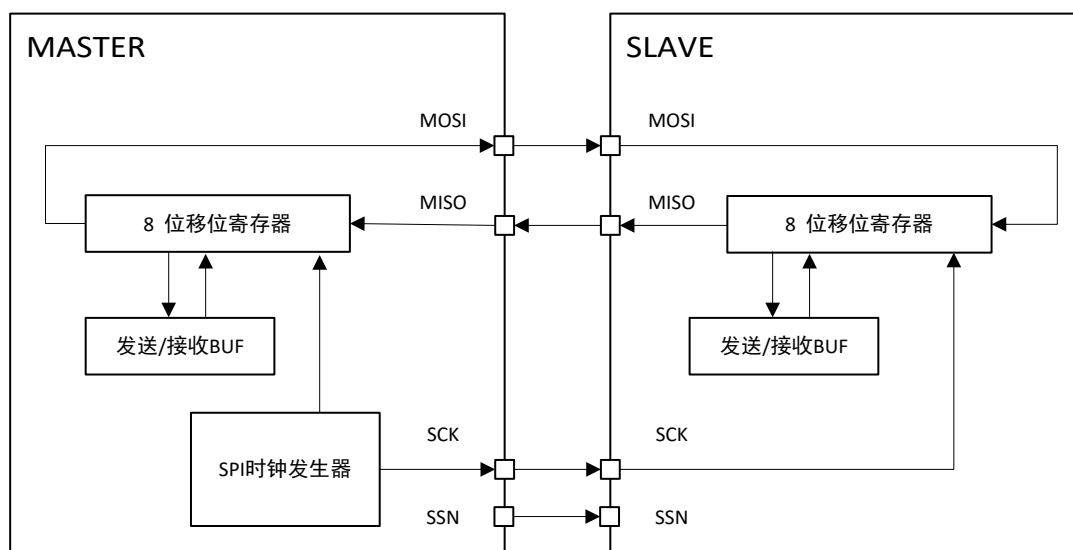 MASTER
SLAVE
MOSI
MOSI
MISO
MISO
8 位移位寄存器
8 位移位寄存器
发送/接收BUF
发送/接收BUF
SCK
SCK
SPI时钟发生器
SSN
SSN